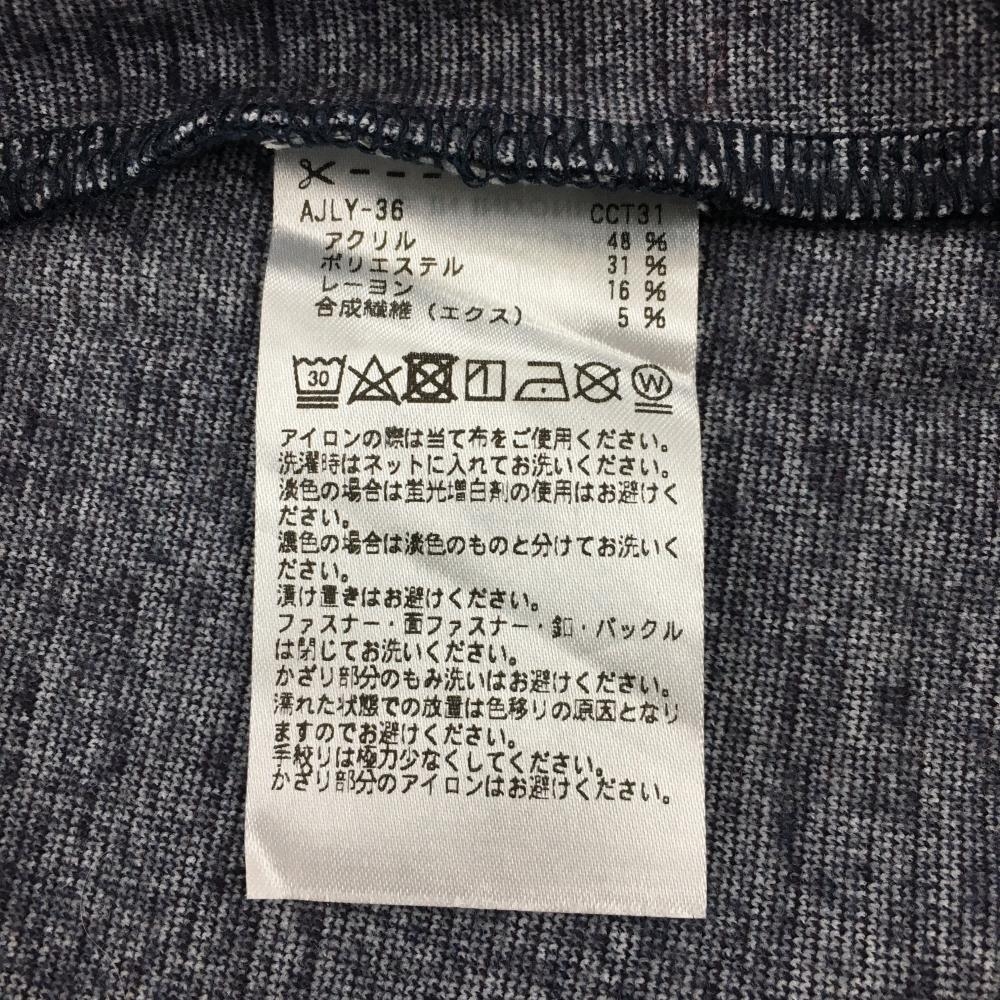 AJLY-36 CCT31
アクリル 48 %
ポリエステル 31 %
レーヨン 16 %
合成繊維(エクス) 5 %
30 W
アイロンの際は当て布をご使用ください。
洗濯時はネットに入れてお洗いください。
淡色の場合は蛍光増白剤の使用はお避けく
ださい。
濃色の場合は淡色のものと分けてお洗いく
ださい。
漬け置きはお避けください。
ファスナー・面ファスナー・釦・バックル
は閉じてお洗いください。
かざり部分のもみ洗いはお避けください。
濡れた状態での放置は色移りの原因となり
ますのでお避けください。
手絞りは極力少なくしてください。
かざり部分のアイロンはお避けください。